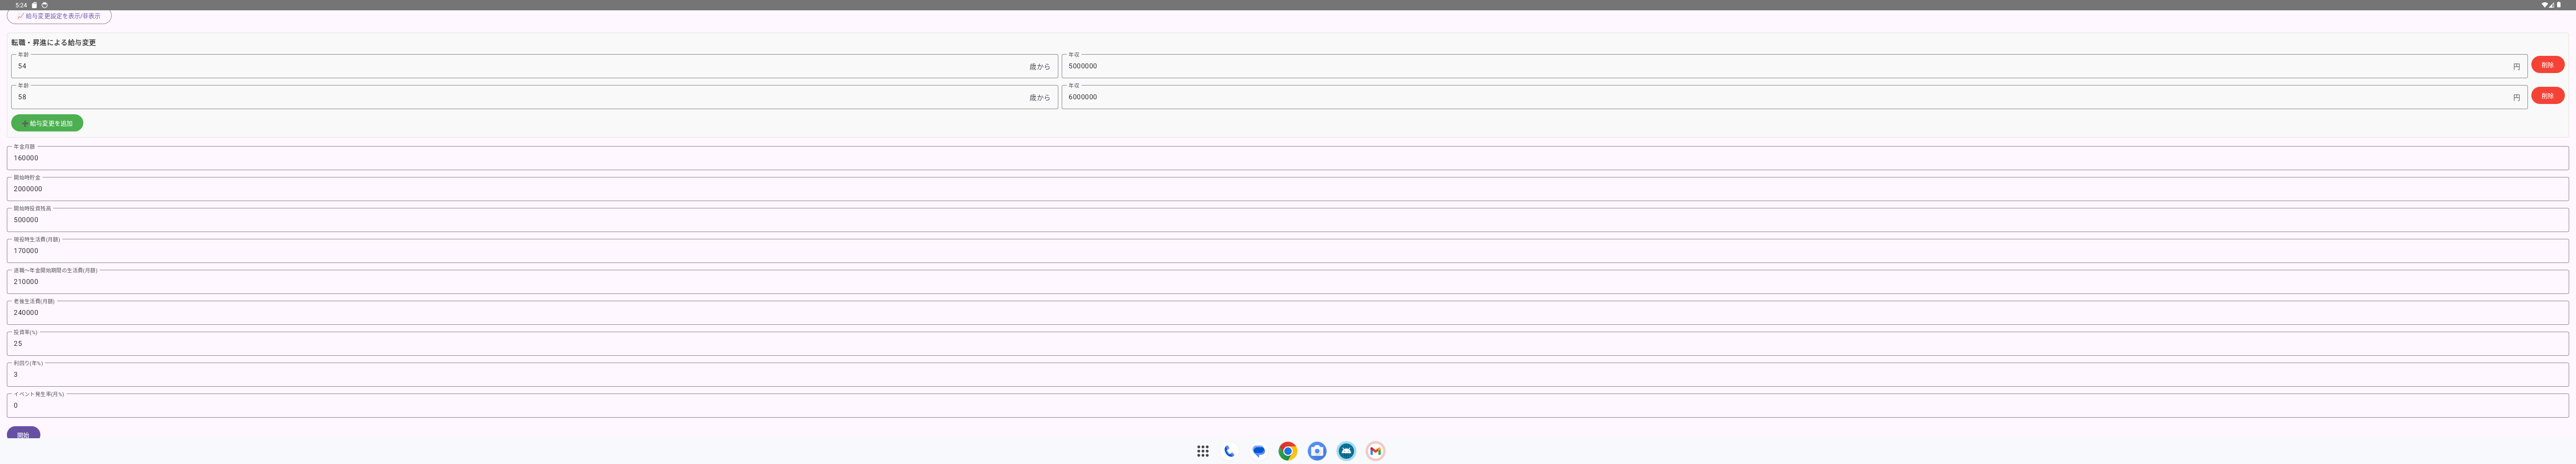 5:24
📈 給与変更設定を表示/非表示
転職・昇進による給与変更
年齢
54 歳から
年収
5000000 円
削除
年齢
58 歳から
年収
6000000 円
削除
➕ 給与変更を追加
年金月額
160000
開始時貯金
2000000
開始時投資残高
500000
現役時生活費(月額)
170000
退職～年金開始期間の生活費(月額)
210000
老後生活費(月額)
240000
投資率(%)
25
利回り(年%)
3
イベント発生率(月%)
0
開始